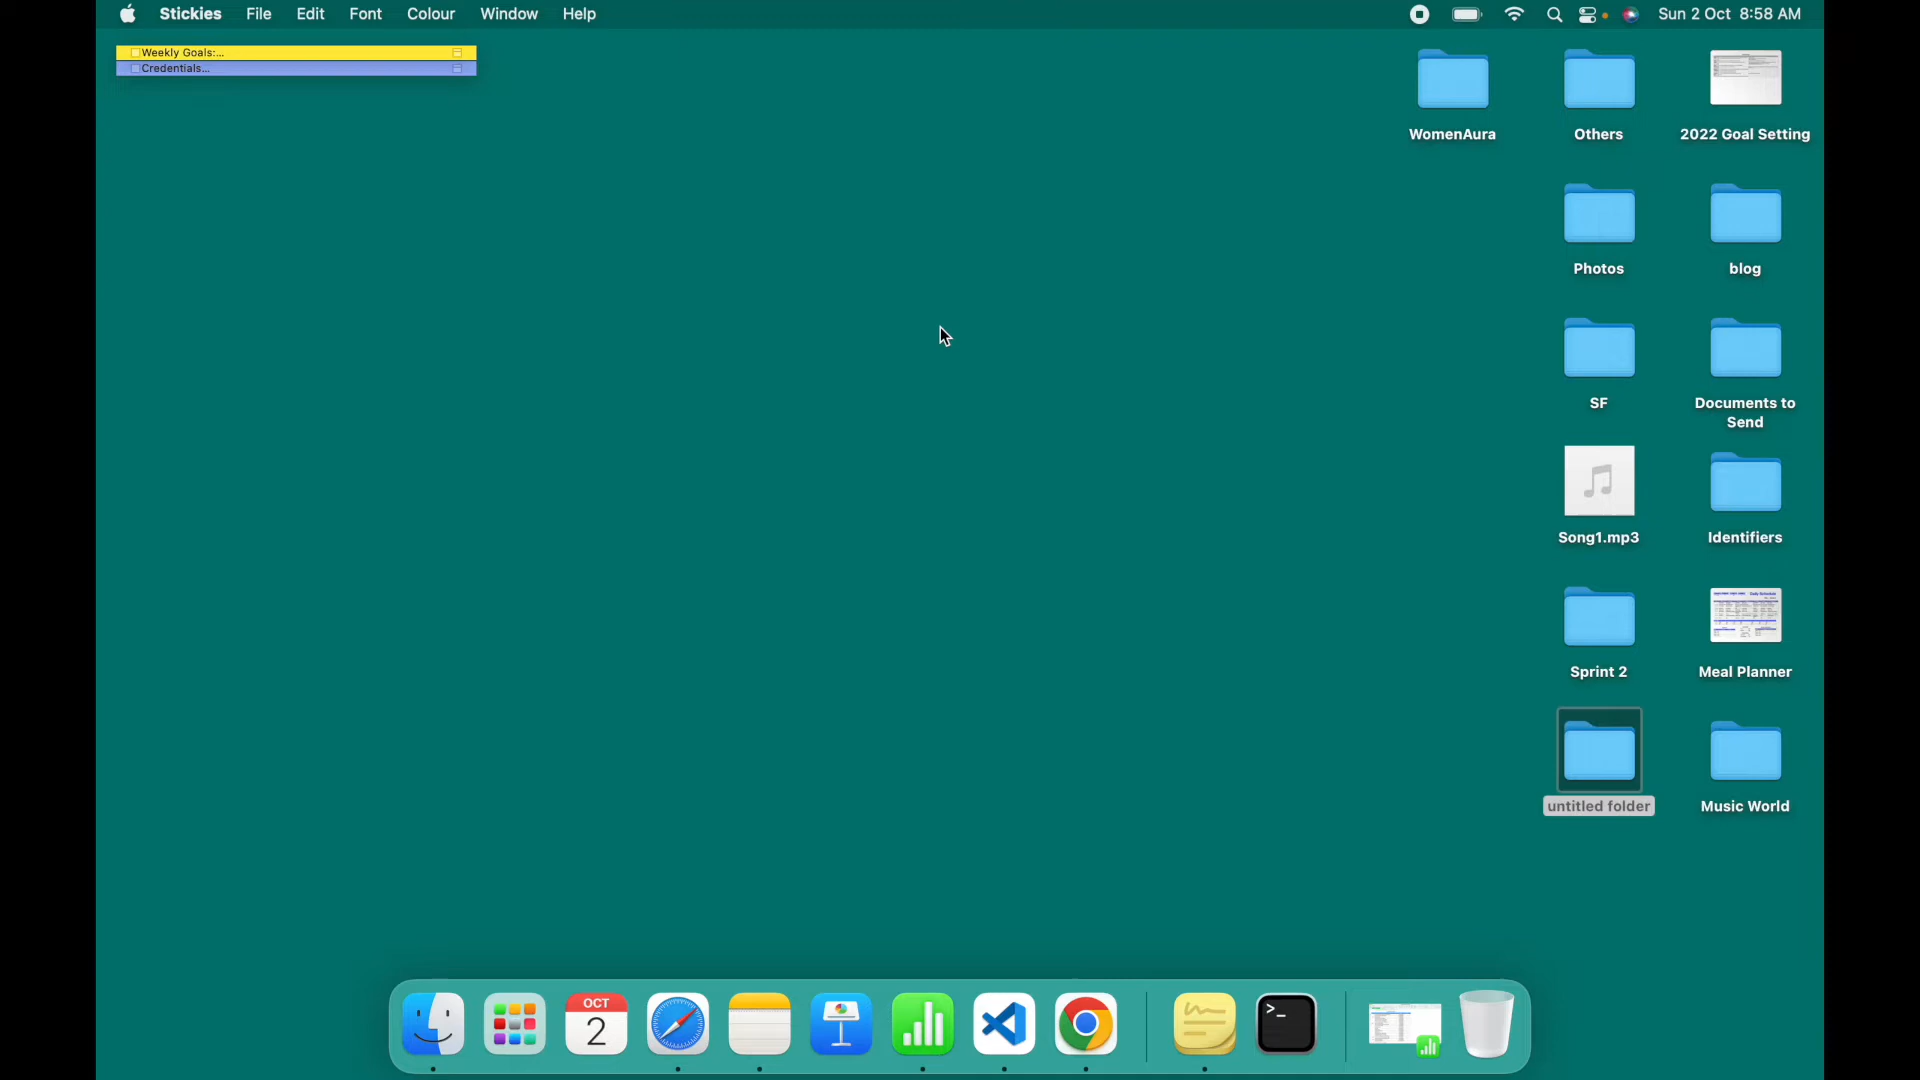 Stickies File Edit Font Colour Window Help Sun 2 Oct 8:58 AM
Weekly Goals:...
Credentials...
WomenAura Others 2022 Goal Setting
Photos blog
SF Documents to
Send
Song1.mp3 Identifiers
Sprint 2 Meal Planner
untitled folder Music World
OCT
2
>_